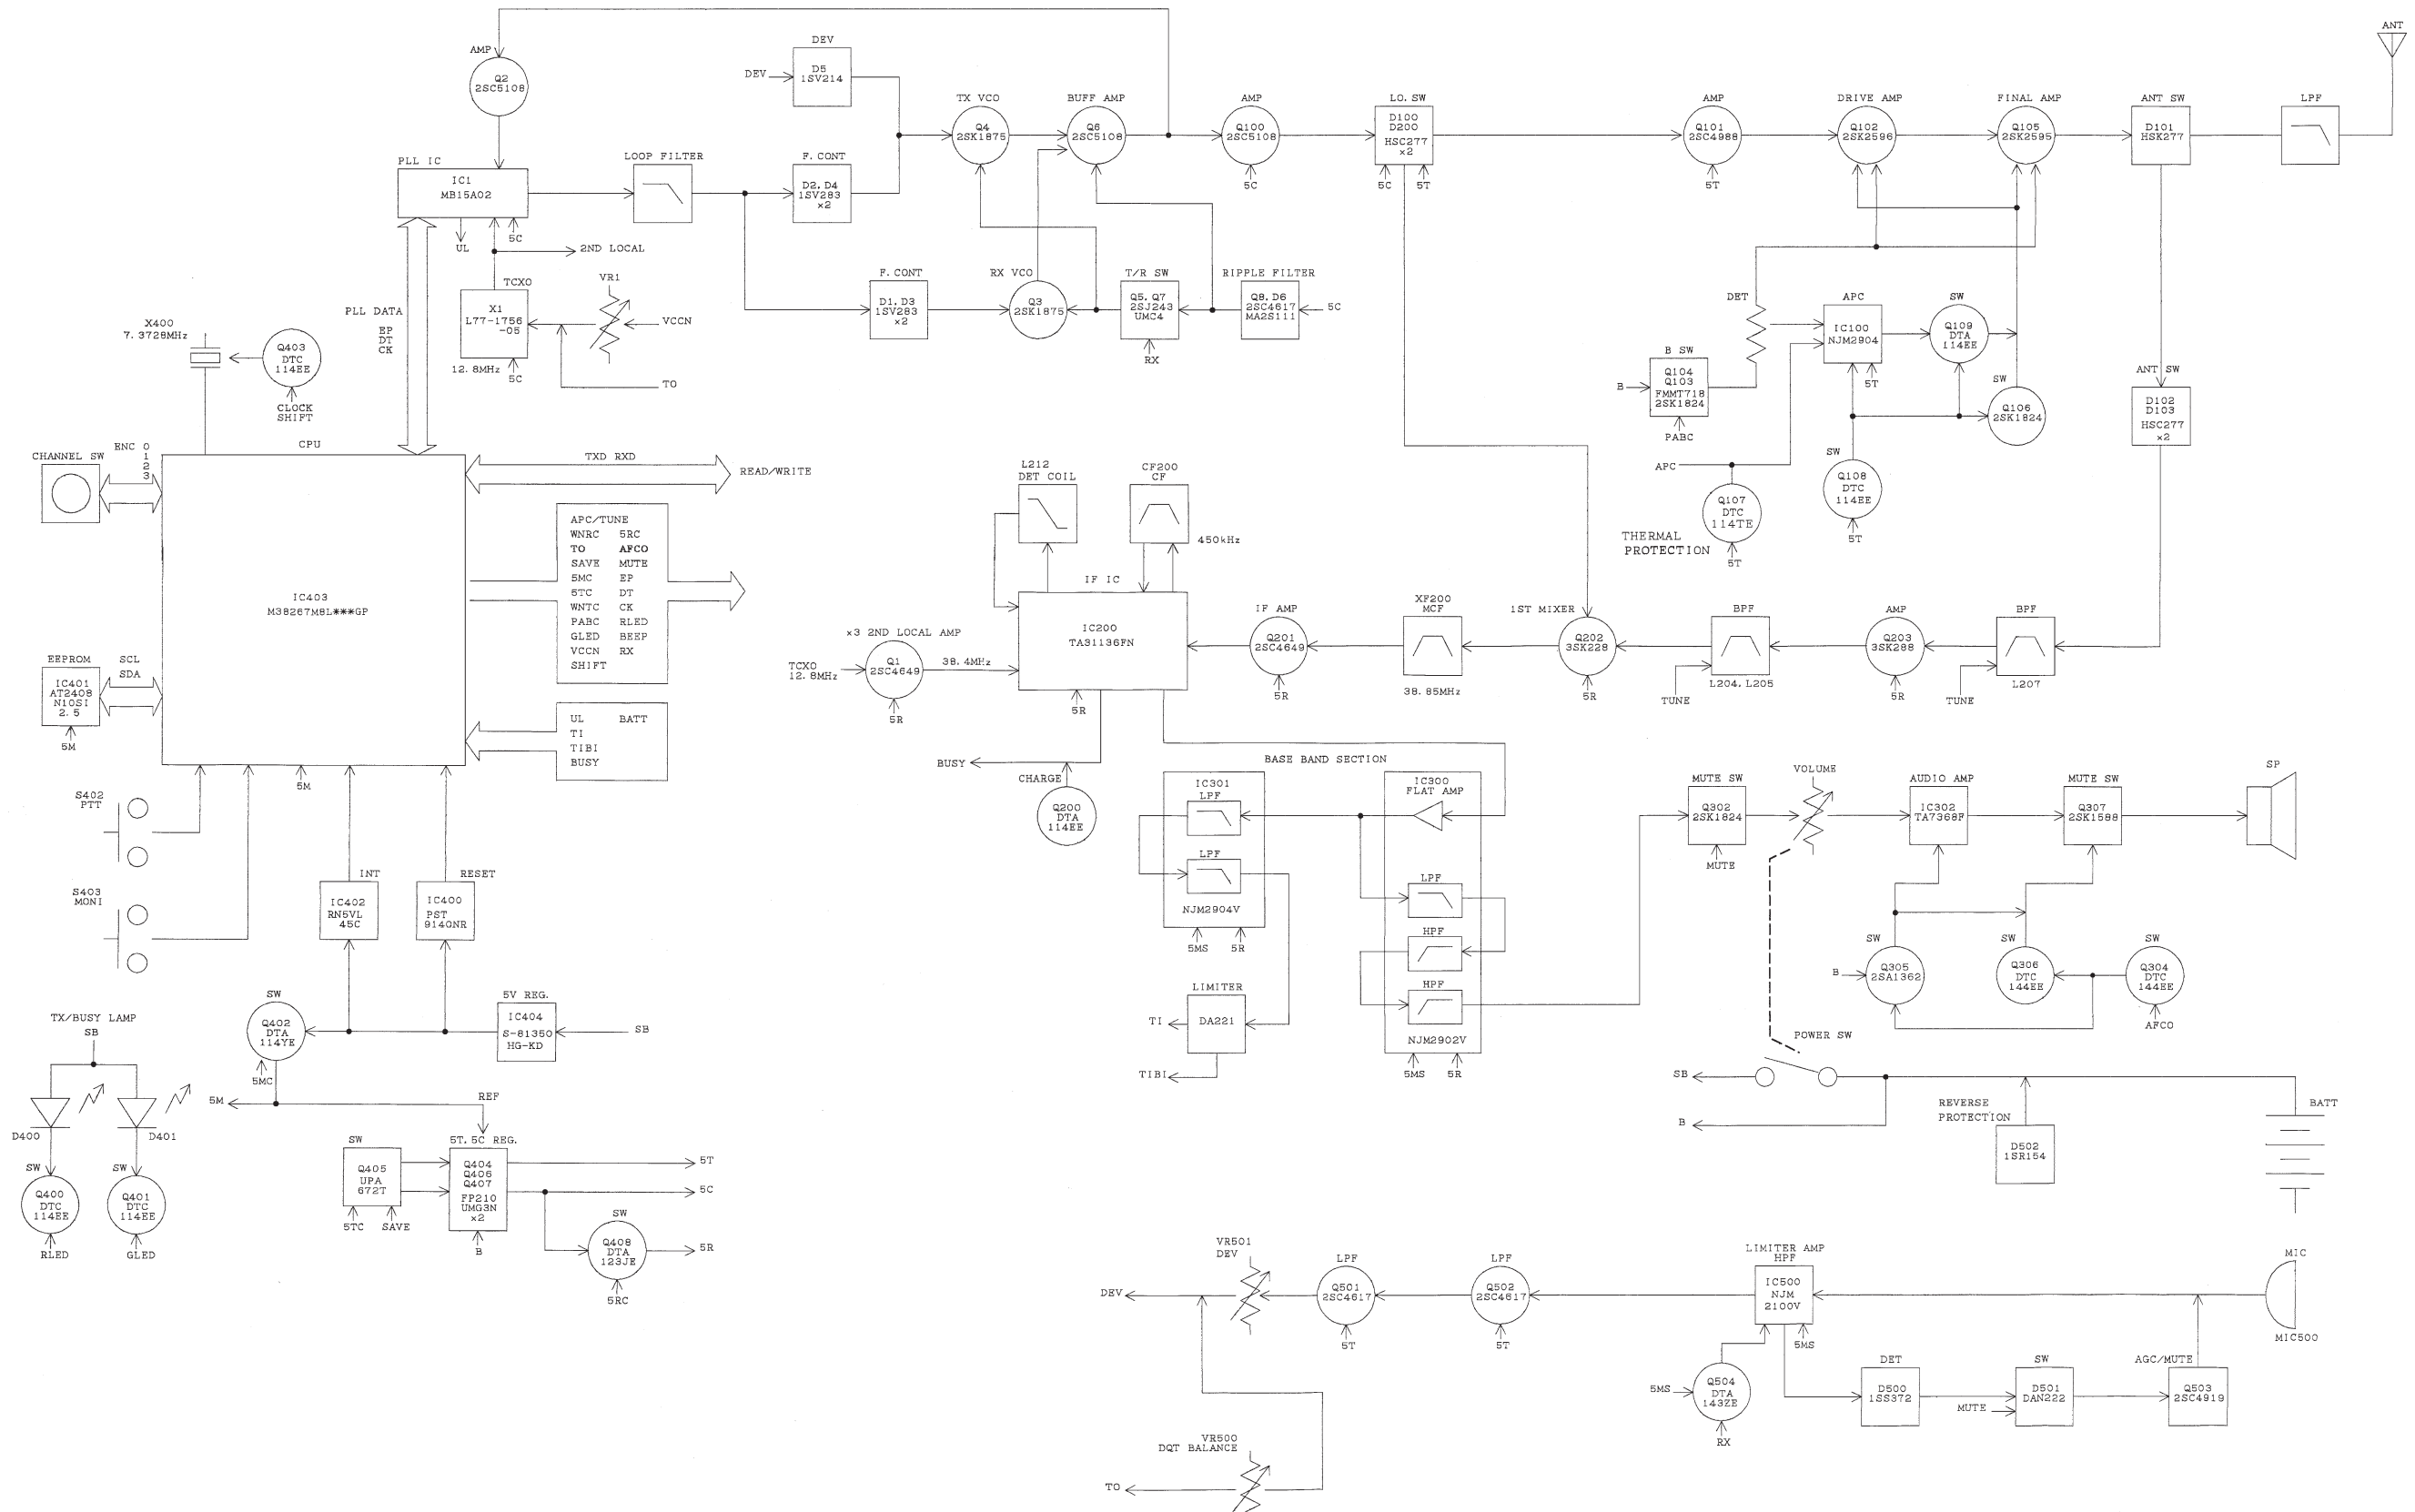 ANT
AMP
Q2
2SC5108
DEV
DEV
D5
1SV214
TX VCO
Q4
2SK1875
BUFF AMP
Q6
2SC5108
AMP
Q100
2SC5108
5C
LO. SW
D100
D200
HSC277
×2
5C
5T
AMP
Q101
2SC4988
5T
DRIVE AMP
Q102
2SK2596
FINAL AMP
Q105
2SK2595
ANT SW
D101
HSK277
LPF
PLL IC
IC1
MB15A02
UL
5C
2ND LOCAL
LOOP FILTER
F. CONT
D2, D4
1SV283
×2
F. CONT
D1, D3
1SV283
×2
RX VCO
Q3
2SK1875
T/R SW
Q5, Q7
2SJ243
UMC4
RX
RIPPLE FILTER
Q8, D6
2SC4617
MA2S111
5C
TCXO
X1
L77-1756
-05
12.8MHz
5C
VR1
VCCN
TO
PLL DATA
EP
DT
CK
X400
7.3728MHz
Q403
DTC
114EE
CLOCK
SHIFT
DET
APC
IC100
NJM2904
5T
SW
Q109
DTA
114EE
SW
Q106
2SK1824
B SW
B
Q104
Q103
FMMT718
2SK1824
PABC
APC
Q107
DTC
114TE
THERMAL
PROTECTION
5T
SW
Q108
DTC
114EE
5T
ANT SW
D102
D103
HSC277
×2
CHANNEL SW
ENC 0
1
2
3
CPU
IC403
M38267M8L***GP
TXD RXD
READ/WRITE
APC/TUNE
WNRC 5RC
TO AFCO
SAVE MUTE
5MC EP
5TC DT
WNTC CK
PABC RLED
GLED BEEP
VCCN RX
SHIFT
UL BATT
TI
TIBI
BUSY
EEPROM
IC401
AT2408
N10SI
2.5
5M
SCL
SDA
5M
S402
PTT
S403
MONI
INT
IC402
RN5VL
45C
RESET
IC400
PST
9140NR
L212
DET COIL
CF200
CF
450kHz
IF IC
IC200
TA31136FN
5R
×3 2ND LOCAL AMP
TCXO
12.8MHz
Q1
2SC4649
5R
38.4MHz
IF AMP
Q201
2SC4649
5R
XF200
MCF
38.85MHz
1ST MIXER
Q202
3SK228
5R
BPF
L204, L205
TUNE
AMP
Q203
3SK288
5R
BPF
L207
TUNE
BUSY
CHARGE
Q200
DTA
114EE
BASE BAND SECTION
IC301
LPF
LPF
NJM2904V
5MS
5R
IC300
FLAT AMP
LPF
HPF
HPF
NJM2902V
5MS
5R
LIMITER
DA221
TI
TIBI
MUTE SW
Q302
2SK1824
MUTE
VOLUME
AUDIO AMP
IC302
TA7368F
MUTE SW
Q307
2SK1588
SP
SW
B
Q305
2SA1362
SW
Q306
DTC
144EE
SW
Q304
DTC
144EE
AFCO
POWER SW
SB
B
REVERSE
PROTECTION
D502
1SR154
BATT
TX/BUSY LAMP
SB
D400
D401
SW
Q400
DTC
114EE
RLED
SW
Q401
DTC
114EE
GLED
SW
Q402
DTA
114YE
5MC
5V REG.
IC404
S-81350
HG-KD
SB
5M
REF
SW
Q405
UPA
672T
5TC
SAVE
5T, 5C REG.
Q404
Q406
Q407
FP210
UMG3N
×2
B
5T
5C
SW
Q408
DTA
123JE
5RC
5R
VR501
DEV
DEV
LPF
Q501
2SC4617
5T
LPF
Q502
2SC4617
5T
LIMITER AMP
HPF
IC500
NJM
2100V
5MS
MIC
MIC500
5MS
Q504
DTA
143ZE
RX
DET
D500
1SS372
SW
D501
DAN222
MUTE
AGC/MUTE
Q503
2SC4919
VR500
DQT BALANCE
TO